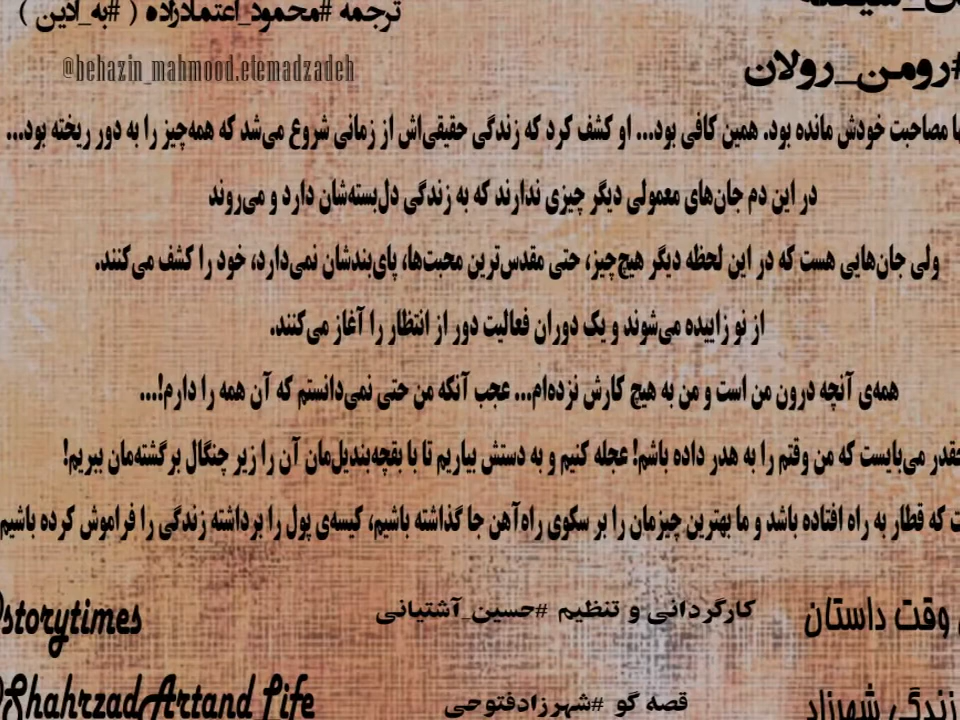 ترجمه #محمود_اعتمادزاده ( #به_آذین )
@behazin_mahmood.etemadzadeh
#رومن_رولان
مصاحبت خودش مانده بود. همین کافی بود... او کشف کرد که زندگی حقیقی‌اش از زمانی شروع می‌شد که همه‌چیز را به دور ریخته بود...
در این دم جان‌های معمولی دیگر چیزی ندارند که به زندگی دل‌بسته‌شان دارد و می‌روند
ولی جان‌هایی هست که در این لحظه دیگر هیچ‌چیز، حتی مقدس‌ترین محبت‌ها، پای‌بندشان نمی‌دارد، خود را کشف می‌کنند.
از نو زاییده می‌شوند و یک دوران فعالیت دور از انتظار را آغاز می‌کنند.
همه‌ی آنچه درون من است و من به هیچ کارش نزده‌ام... عجب آنکه من حتی نمی‌دانستم که آن همه را دارم!...
می‌بایست که من وقتم را به هدر داده باشم! عجله کنیم و به دستش بیاریم تا با بقچه‌بندیل‌مان آن را زیر چنگال برگشته‌مان ببریم!
که قطار به راه افتاده باشد و ما بهترین چیزمان را بر سکوی راه‌آهن جا گذاشته باشیم، کیسه‌ی پول را برداشته زندگی را فراموش کرده باشیم
وقت داستان
کارگردانی و تنظیم #حسین_آشتیانی
@storytimes
زندگی شهرزاد
قصه گو #شهرزادفتوحی
@ShahrzadArtand Life